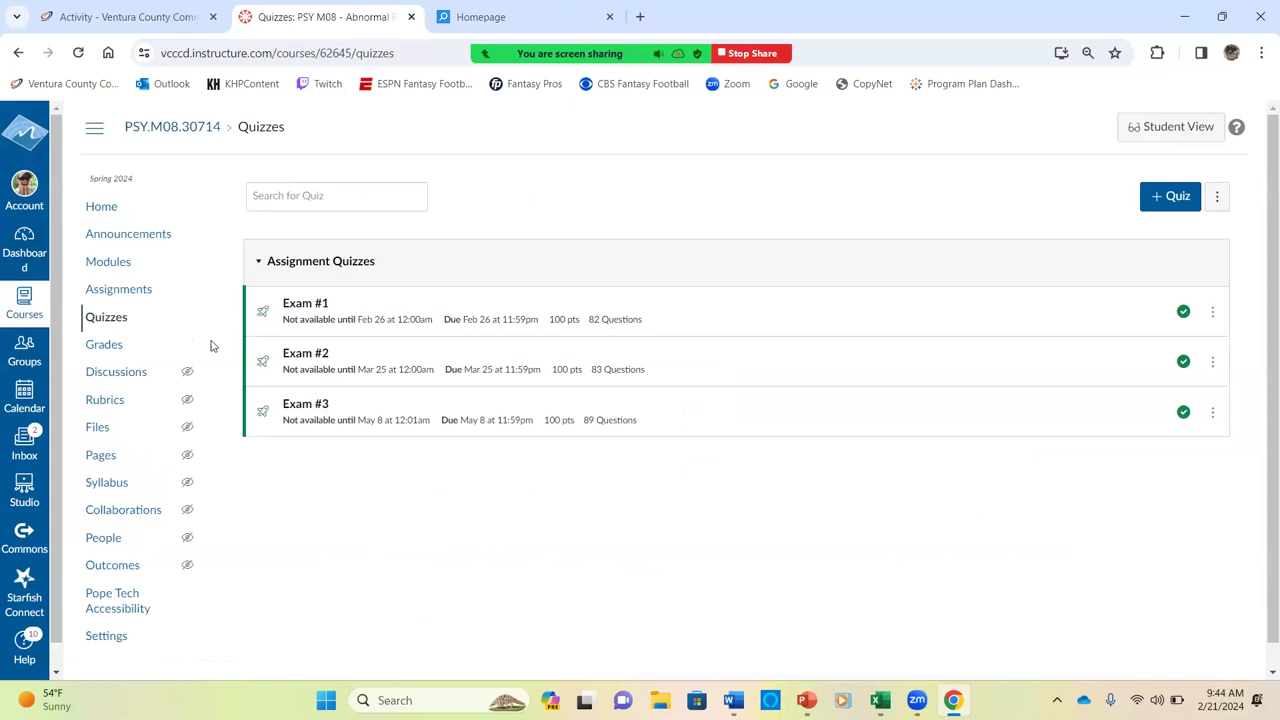 Activity - Ventura County Com
Quizzes: PSY M08 - Abnormal P
Homepage
vcccd.instructure.com/courses/62645/quizzes
You are screen sharing
Stop Share
Ventura County Co...
Outlook
KH KHPContent
Twitch
ESPN Fantasy Footb...
Fantasy Pros
CBS Fantasy Football
zm Zoom
Google
CopyNet
Program Plan Dash...
PSY.M08.30714 > Quizzes
Student View
Spring 2024
Account
Dashboar
d
Courses
Groups
Calendar
2
Inbox
Studio
Commons
Starfish
Connect
10
Help
Home
Announcements
Modules
Assignments
Quizzes
Grades
Discussions
Rubrics
Files
Pages
Syllabus
Collaborations
People
Outcomes
Pope Tech
Accessibility
Settings
Search for Quiz
+ Quiz
Assignment Quizzes
Exam #1
Not available until Feb 26 at 12:00am Due Feb 26 at 11:59pm 100 pts 82 Questions
Exam #2
Not available until Mar 25 at 12:00am Due Mar 25 at 11:59pm 100 pts 83 Questions
Exam #3
Not available until May 8 at 12:01am Due May 8 at 11:59pm 100 pts 89 Questions
54°F
Sunny
Search
PRE
zm
9:44 AM
2/21/2024